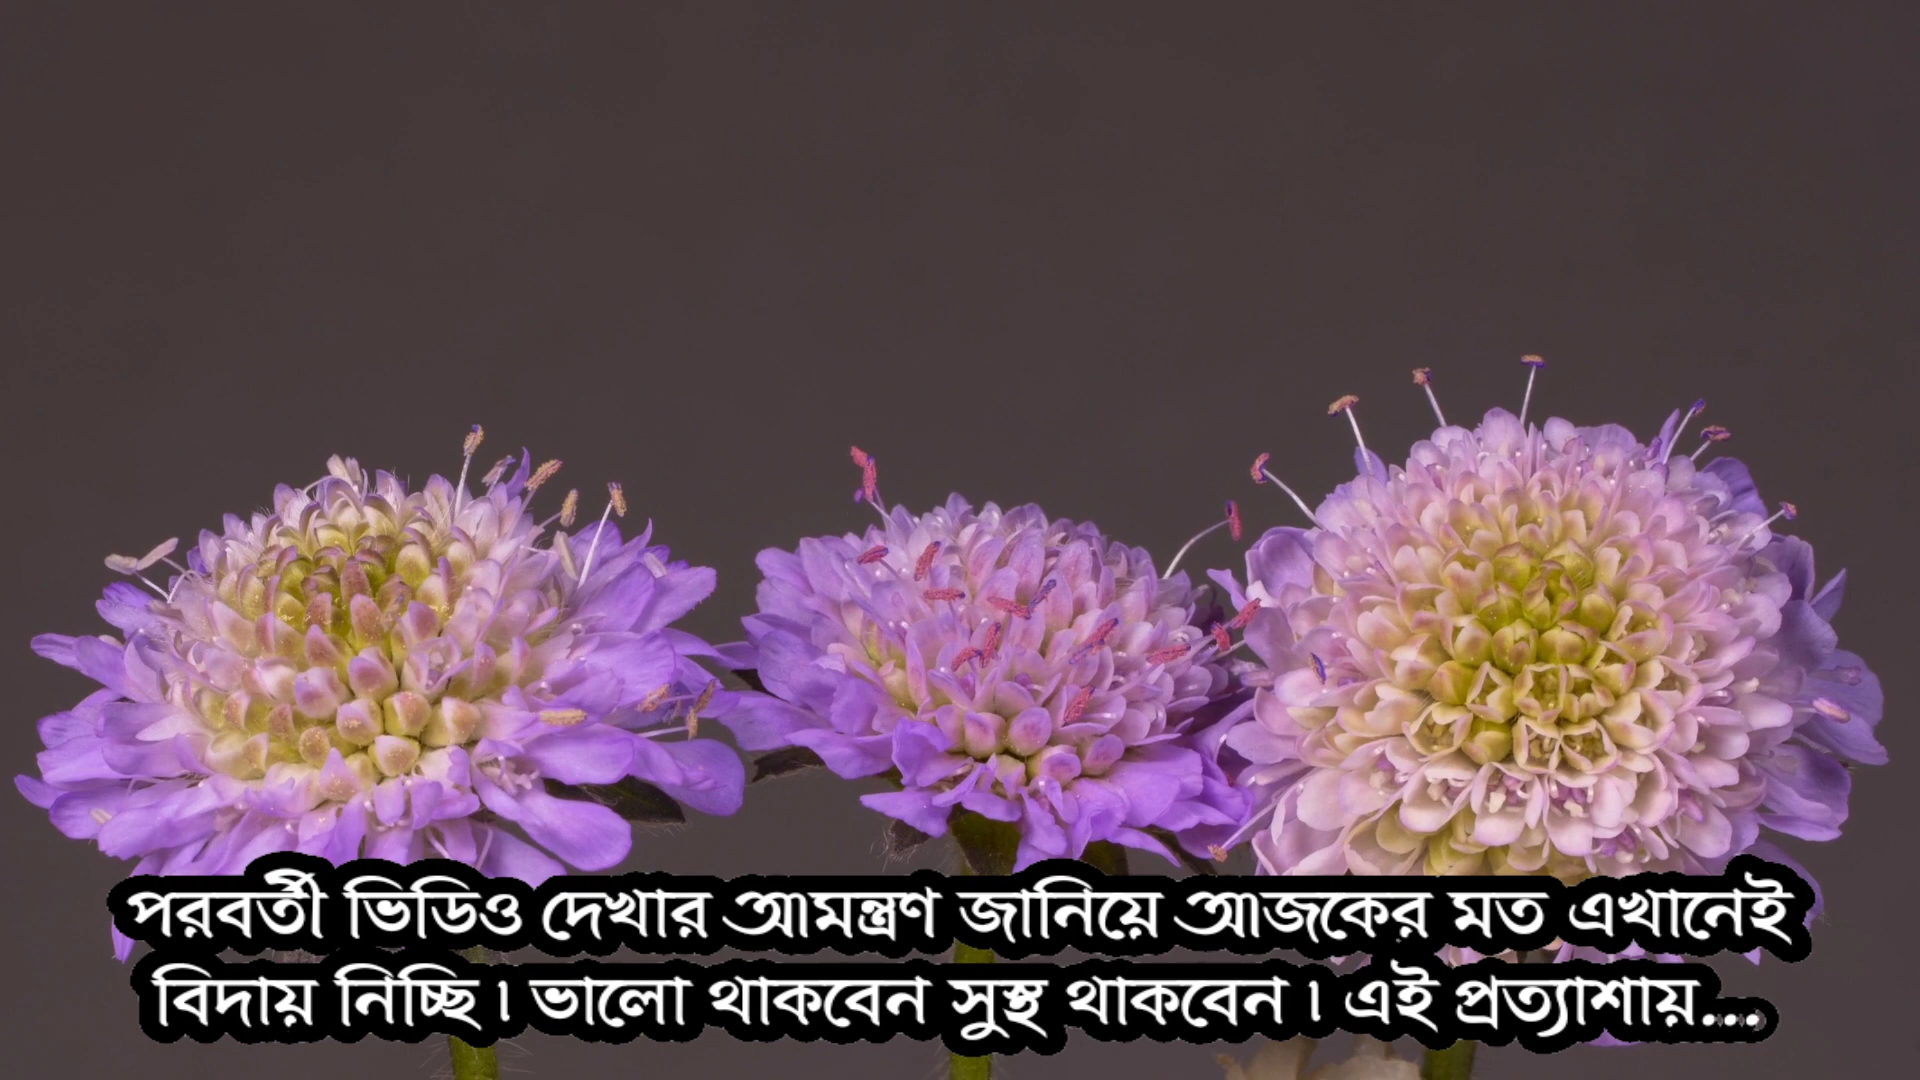 পরবর্তী ভিডিও দেখার আমন্ত্রণ জানিয়ে আজকের মত এখানেই
বিদায় নিচ্ছি। ভালো থাকবেন সুস্থ থাকবেন। এই প্রত্যাশায়....